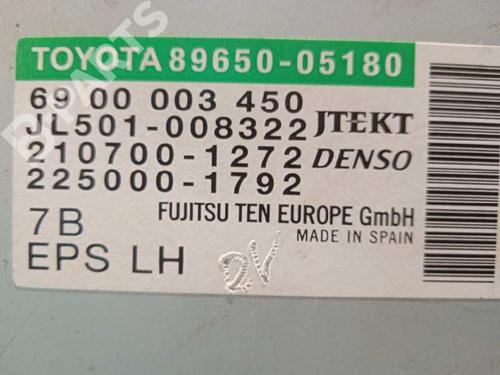 TOYOTA 89650-05180
69 00 003 450
JL501-008322 JTEKT
210700-1272 DENSO
225000-1792
7B FUJITSU TEN EUROPE GmbH
MADE IN SPAIN
EPS LH
B-PARTS